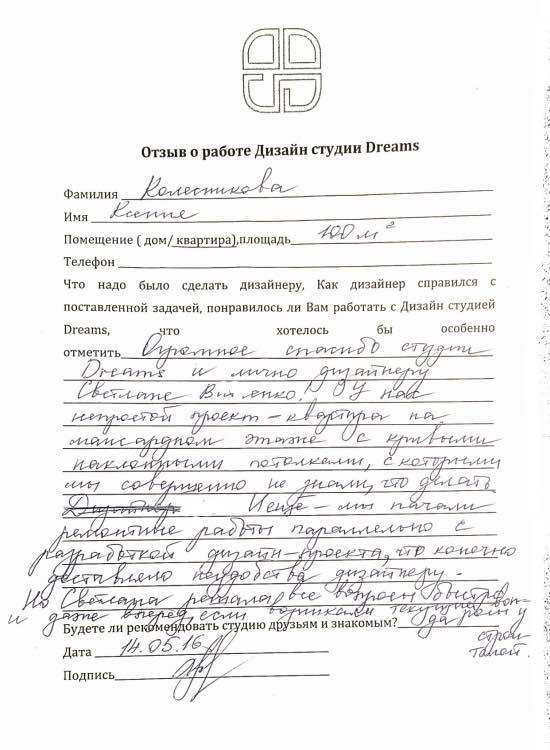 Отзыв о работе Дизайн студии Dreams
Фамилия Колесникова
Имя Ксения
Помещение ( дом/ квартира),площадь 100 м²
Телефон
Что надо было сделать дизайнеру, Как дизайнер справился с
поставленной задачей, понравилось ли Вам работать с Дизайн студией
Dreams, что хотелось бы особенно
отметить Огромное спасибо студии
Dreams и лично дизайнеру
Светлане! У нас
непростой проект – квартира на
мансардном этаже с кривыми
наклонными потолками, с которыми
мы совершенно не знали, что делать
Дизайнер Ксения – мы начали
ремонтные работы параллельно с
разработкой дизайн-проекта, что конечно
доставляло неудобства дизайнеру.
Но Светлана решала все вопросы быстро
и даже вперед, если возникали текущие
Будете ли рекомендовать студию друзьям и знакомым? да
Дата 14.05.16
Подпись